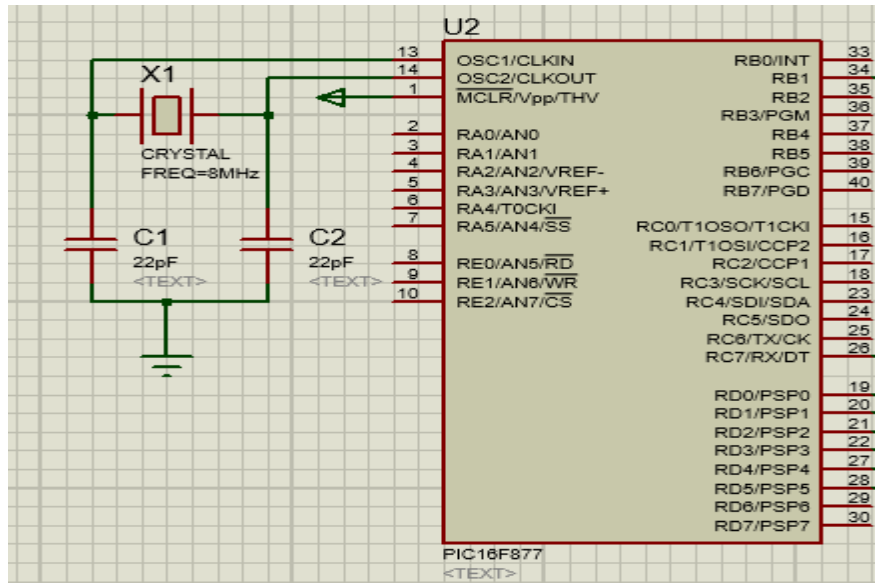 U2
X1
CRYSTAL
FREQ=8MHz
C1
22pF
<TEXT>
C2
22pF
<TEXT>
13 OSC1/CLKIN
14 OSC2/CLKOUT
1 MCLR/Vpp/THV
2 RA0/AN0
3 RA1/AN1
4 RA2/AN2/VREF-
5 RA3/AN3/VREF+
6 RA4/T0CKI
7 RA5/AN4/SS
8 RE0/AN5/RD
9 RE1/AN6/WR
10 RE2/AN7/CS
RB0/INT 33
RB1 34
RB2 35
RB3/PGM 36
RB4 37
RB5 38
RB6/PGC 39
RB7/PGD 40
RC0/T1OSO/T1CKI 15
RC1/T1OSI/CCP2 16
RC2/CCP1 17
RC3/SCK/SCL 18
RC4/SDI/SDA 23
RC5/SDO 24
RC6/TX/CK 25
RC7/RX/DT 26
RD0/PSP0 19
RD1/PSP1 20
RD2/PSP2 21
RD3/PSP3 22
RD4/PSP4 27
RD5/PSP5 28
RD6/PSP6 29
RD7/PSP7 30
PIC16F877
<TEXT>